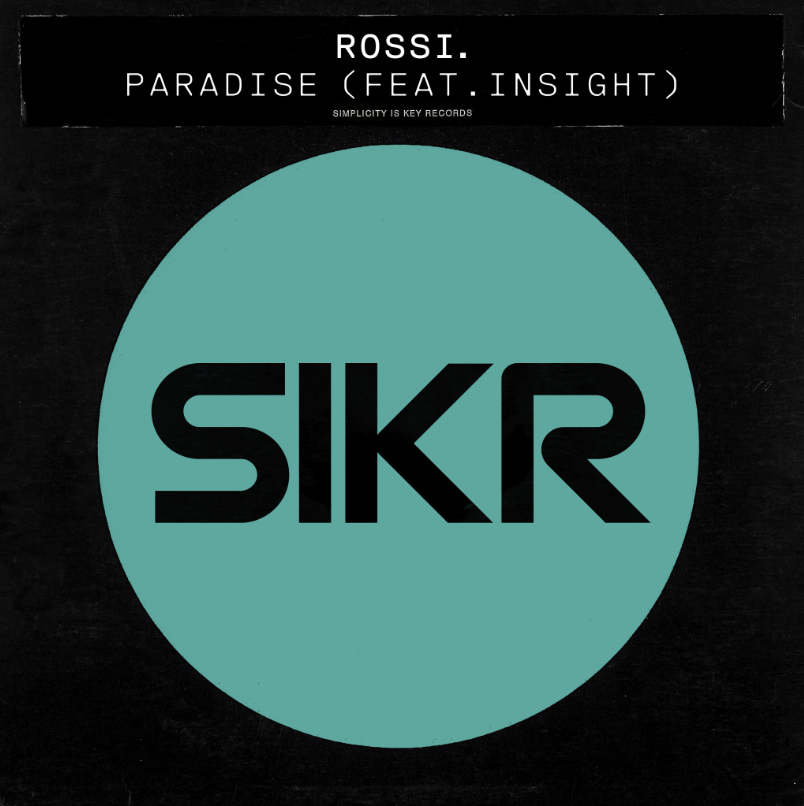 ROSSI.
PARADISE (FEAT.INSIGHT)
SIMPLICITY IS KEY RECORDS
SIKR